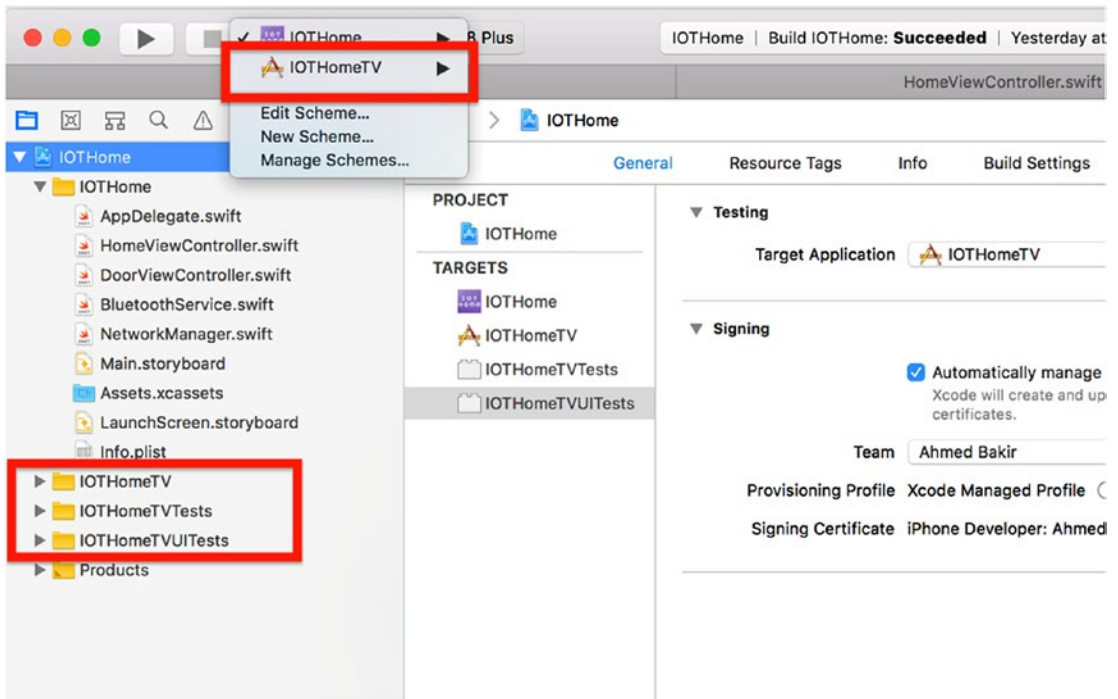 IOTHome
8 Plus
IOTHome | Build IOTHome: Succeeded | Yesterday at
IOTHomeTV
HomeViewController.swift
Edit Scheme...
New Scheme...
Manage Schemes...
IOTHome
IOTHome
General Resource Tags Info Build Settings
IOTHome
AppDelegate.swift
HomeViewController.swift
DoorViewController.swift
BluetoothService.swift
NetworkManager.swift
Main.storyboard
Assets.xcassets
LaunchScreen.storyboard
Info.plist
IOTHomeTV
IOTHomeTVTests
IOTHomeTVUITests
Products
PROJECT
IOTHome
TARGETS
IOTHome
IOTHomeTV
IOTHomeTVTests
IOTHomeTVUITests
Testing
Target Application IOTHomeTV
Signing
Automatically manage
Xcode will create and up
certificates.
Team Ahmed Bakir
Provisioning Profile Xcode Managed Profile
Signing Certificate iPhone Developer: Ahmed